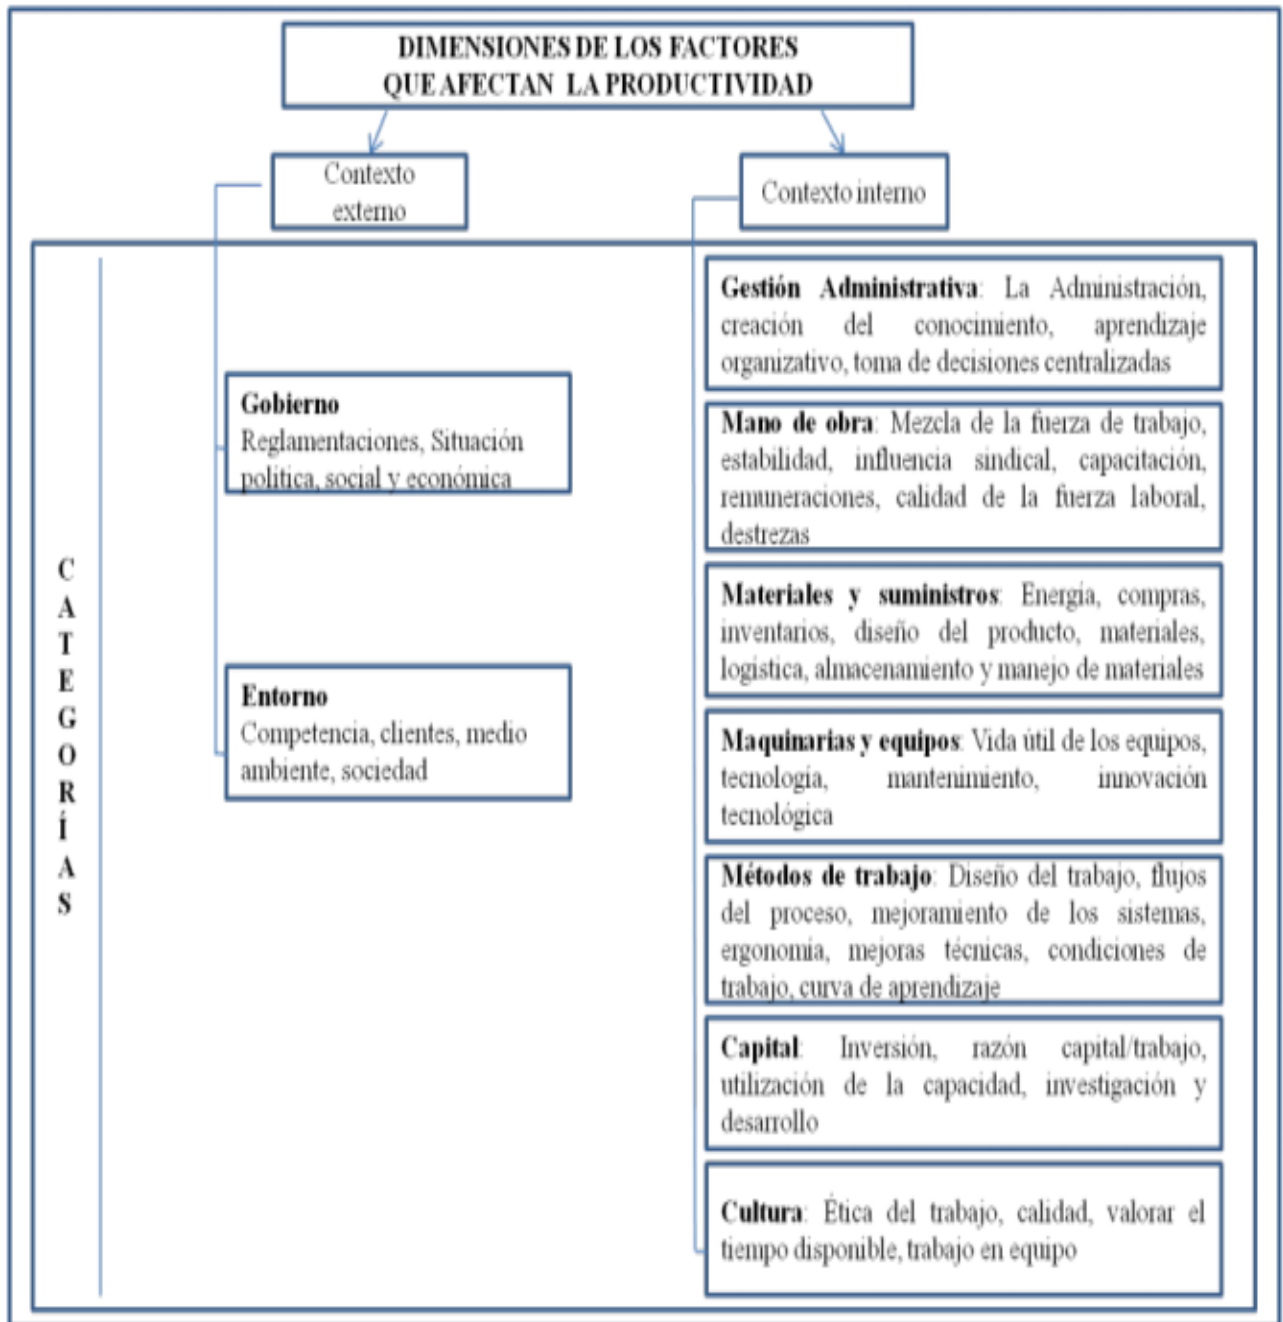 DIMENSIONES DE LOS FACTORES
QUE AFECTAN LA PRODUCTIVIDAD
Contexto
externo
Contexto interno
C
A
T
E
G
O
R
Í
A
S
Gobierno
Reglamentaciones, Situación
política, social y económica
Entorno
Competencia, clientes, medio
ambiente, sociedad
Gestión Administrativa: La Administración,
creación del conocimiento, aprendizaje
organizativo, toma de decisiones centralizadas
Mano de obra: Mezcla de la fuerza de trabajo,
estabilidad, influencia sindical, capacitación,
remuneraciones, calidad de la fuerza laboral,
destrezas
Materiales y suministros: Energía, compras,
inventarios, diseño del producto, materiales,
logística, almacenamiento y manejo de materiales
Maquinarias y equipos: Vida útil de los equipos,
tecnología, mantenimiento, innovación
tecnológica
Métodos de trabajo: Diseño del trabajo, flujos
del proceso, mejoramiento de los sistemas,
ergonomía, mejoras técnicas, condiciones de
trabajo, curva de aprendizaje
Capital: Inversión, razón capital/trabajo,
utilización de la capacidad, investigación y
desarrollo
Cultura: Ética del trabajo, calidad, valorar el
tiempo disponible, trabajo en equipo